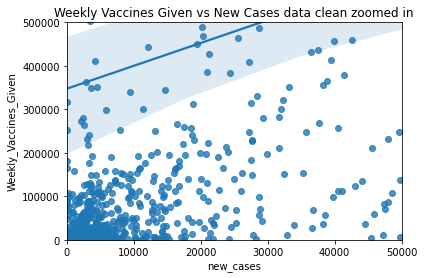 Weekly Vaccines Given vs New Cases data clean zoomed in
500000
400000
300000
200000
100000
0
Weekly_Vaccines_Given
0 10000 20000 30000 40000 50000
new_cases